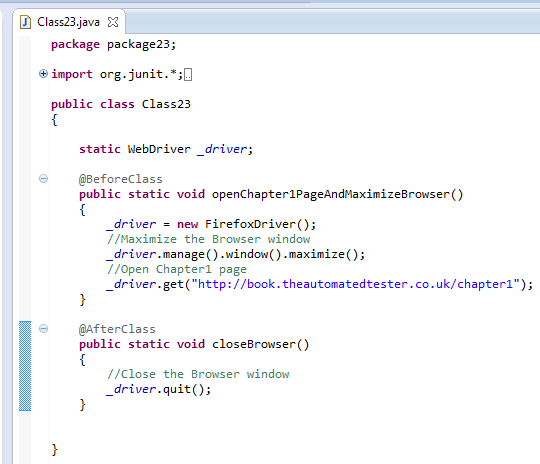 Class23.java
package package23;
import org.junit.*;
public class Class23
{
static WebDriver _driver;
@BeforeClass
public static void openChapter1PageAndMaximizeBrowser()
{
_driver = new FirefoxDriver();
//Maximize the Browser window
_driver.manage().window().maximize();
//Open Chapter1 page
_driver.get("http://book.theautomatedtester.co.uk/chapter1");
}
@AfterClass
public static void closeBrowser()
{
//Close the Browser window
_driver.quit();
}
}